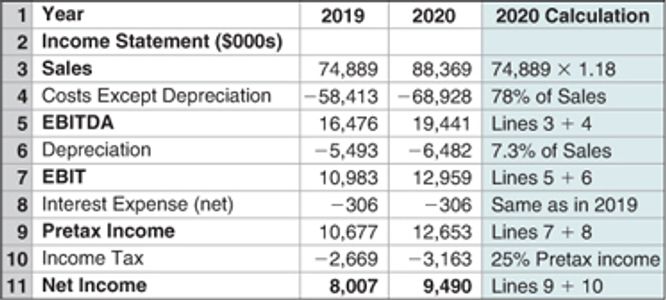 1 Year 2019 2020 2020 Calculation
2 Income Statement ($000s)
3 Sales 74,889 88,369 74,889 × 1.18
4 Costs Except Depreciation −58,413 −68,928 78% of Sales
5 EBITDA 16,476 19,441 Lines 3 + 4
6 Depreciation −5,493 −6,482 7.3% of Sales
7 EBIT 10,983 12,959 Lines 5 + 6
8 Interest Expense (net) −306 −306 Same as in 2019
9 Pretax Income 10,677 12,653 Lines 7 + 8
10 Income Tax −2,669 −3,163 25% Pretax income
11 Net Income 8,007 9,490 Lines 9 + 10